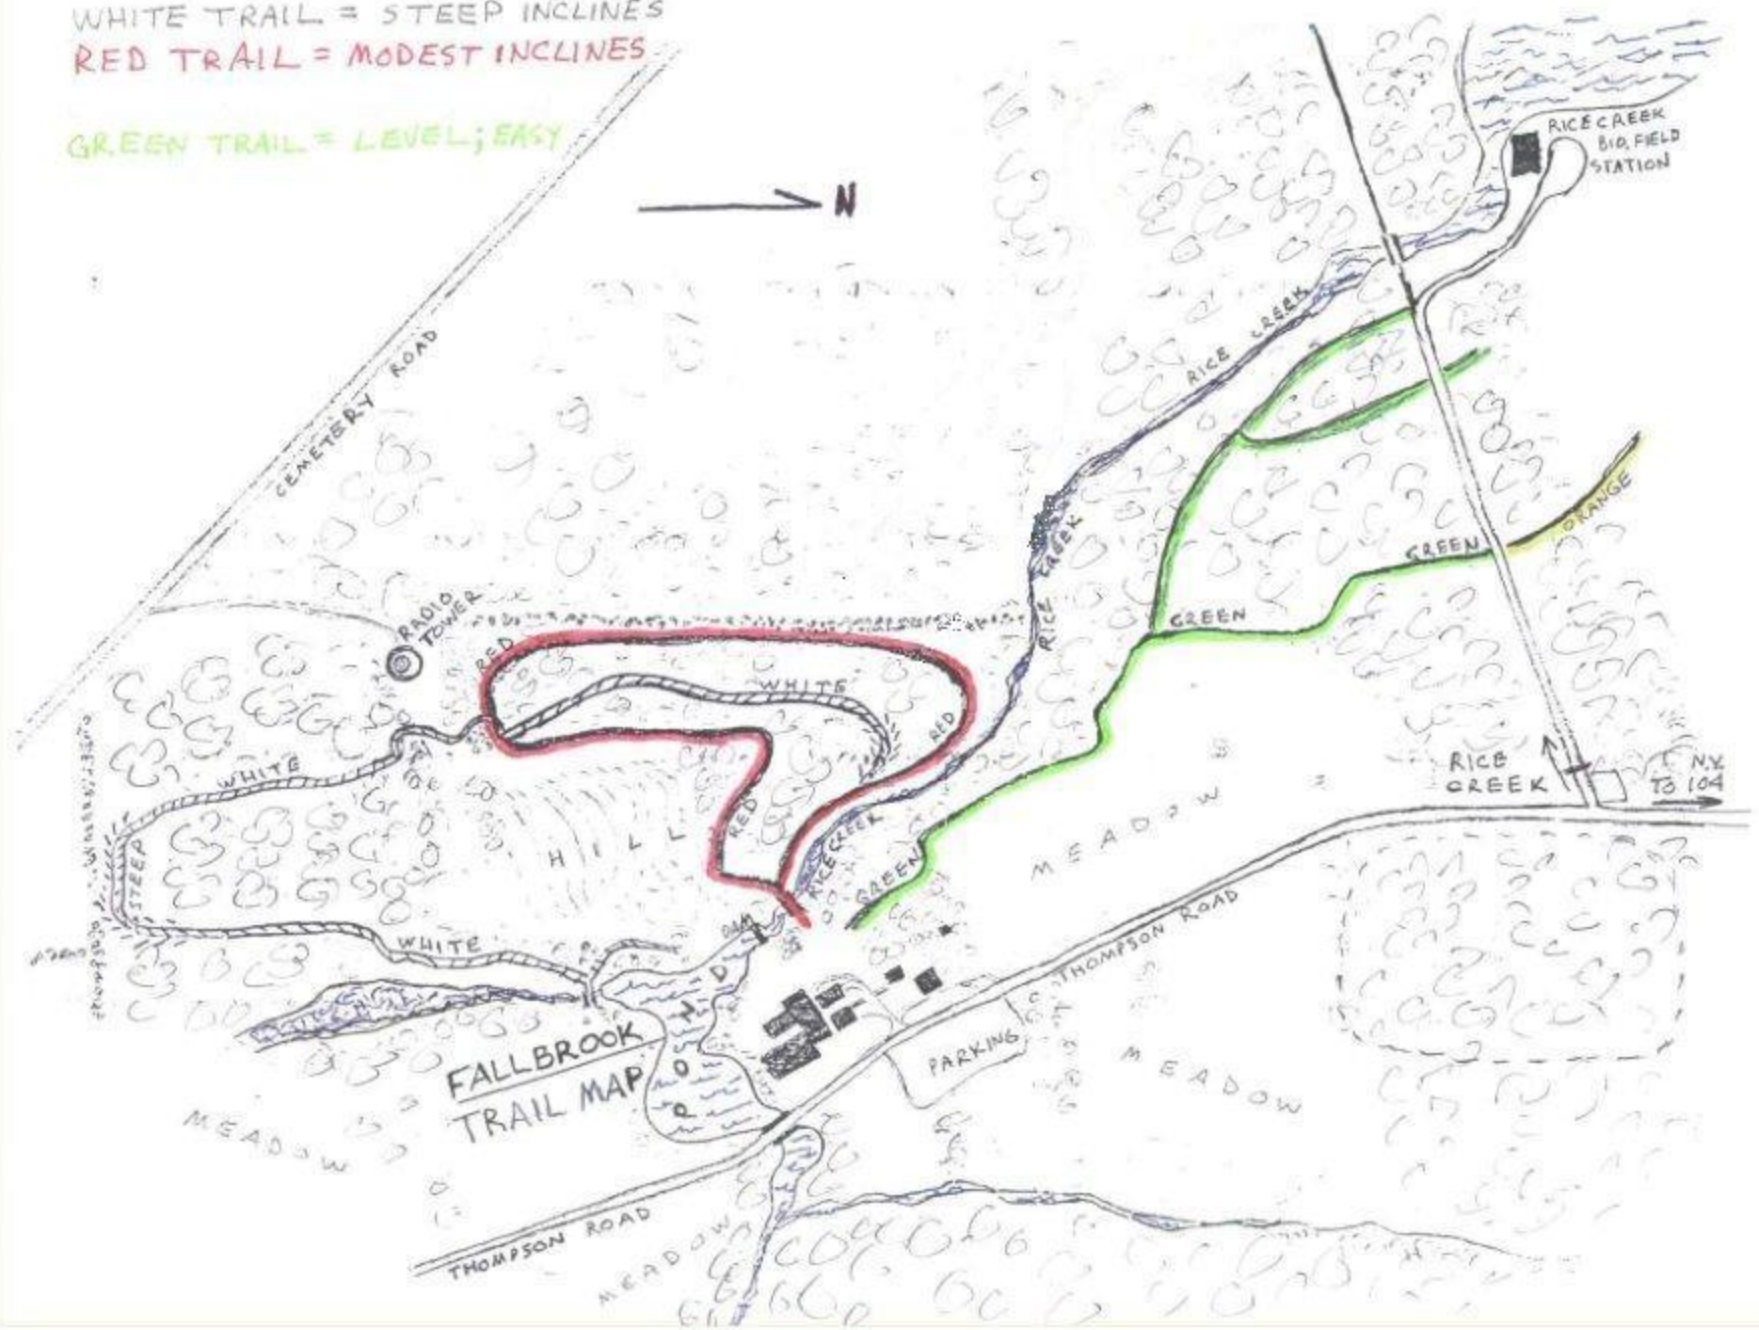 WHITE TRAIL = STEEP INCLINES
RED TRAIL = MODEST INCLINES
GREEN TRAIL = LEVEL; EASY
N
RICE CREEK
BIO. FIELD
STATION
CEMETERY ROAD
RICE CREEK
RICE CREEK
ORANGE
GREEN
GREEN
RADIO
TOWER
RED
WHITE
RED
WHITE
RICE
CREEK
N.Y.
TO 104
MEADOW
HILL
RED
RICE CREEK
GREEN
STEEP
WHITE
DAM
THOMPSON ROAD
POND
FALLBROOK
TRAIL MAP
PARKING
MEADOW
MEADOW
THOMPSON ROAD
MEADOW